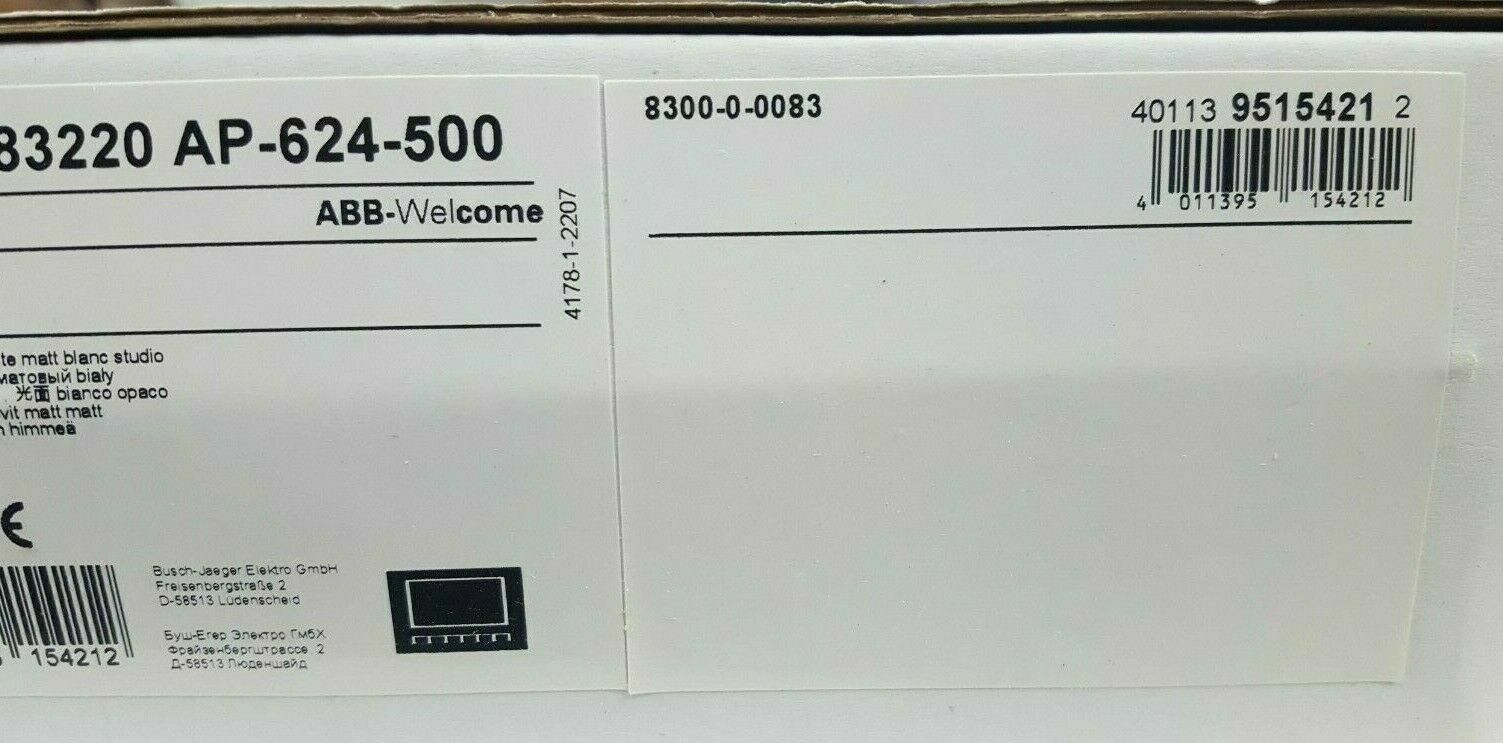 83220 AP-624-500
ABB-Welcome
4178-1-2207
te matt blanc studio
матовый biały
光面 bianco opaco
vit matt matt
himmeä
CE
154212
Busch-Jaeger Elektro GmbH
Freisenbergstraße 2
D-58513 Lüdenscheid
Буш-Егер Электро ГмбХ
Фрайзенбергштрассе 2
Д-58513 Люденшайд
8300-0-0083
40113 9515421 2
4 011395 154212